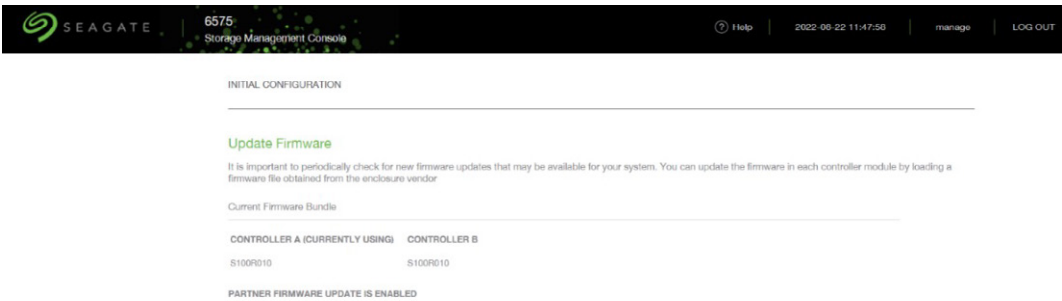 SEAGATE
6575
Storage Management Console
Help
2022-06-22 11:47:58
manage
LOG OUT
INITIAL CONFIGURATION
Update Firmware
It is important to periodically check for new firmware updates that may be available for your system. You can update the firmware in each controller module by loading a
firmware file obtained from the enclosure vendor
Current Firmware Bundle
CONTROLLER A (CURRENTLY USING) CONTROLLER B
S100R010 S100R010
PARTNER FIRMWARE UPDATE IS ENABLED